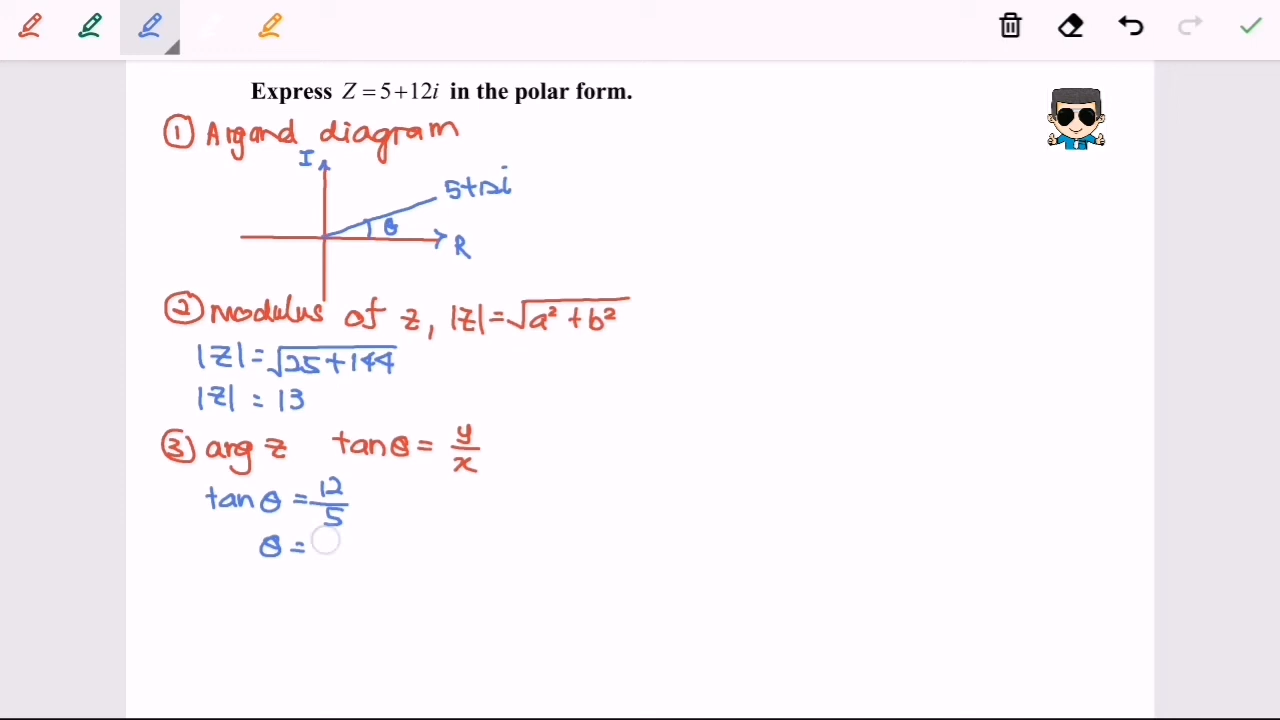 Express Z = 5+12i in the polar form.
① Argand diagram
I
5+12i
θ
R
② modulus of z, |z| = √(a² + b²)
|z| = √(25+144)
|z| = 13
③ arg z tanθ = y/x
tanθ = 12/5
θ =